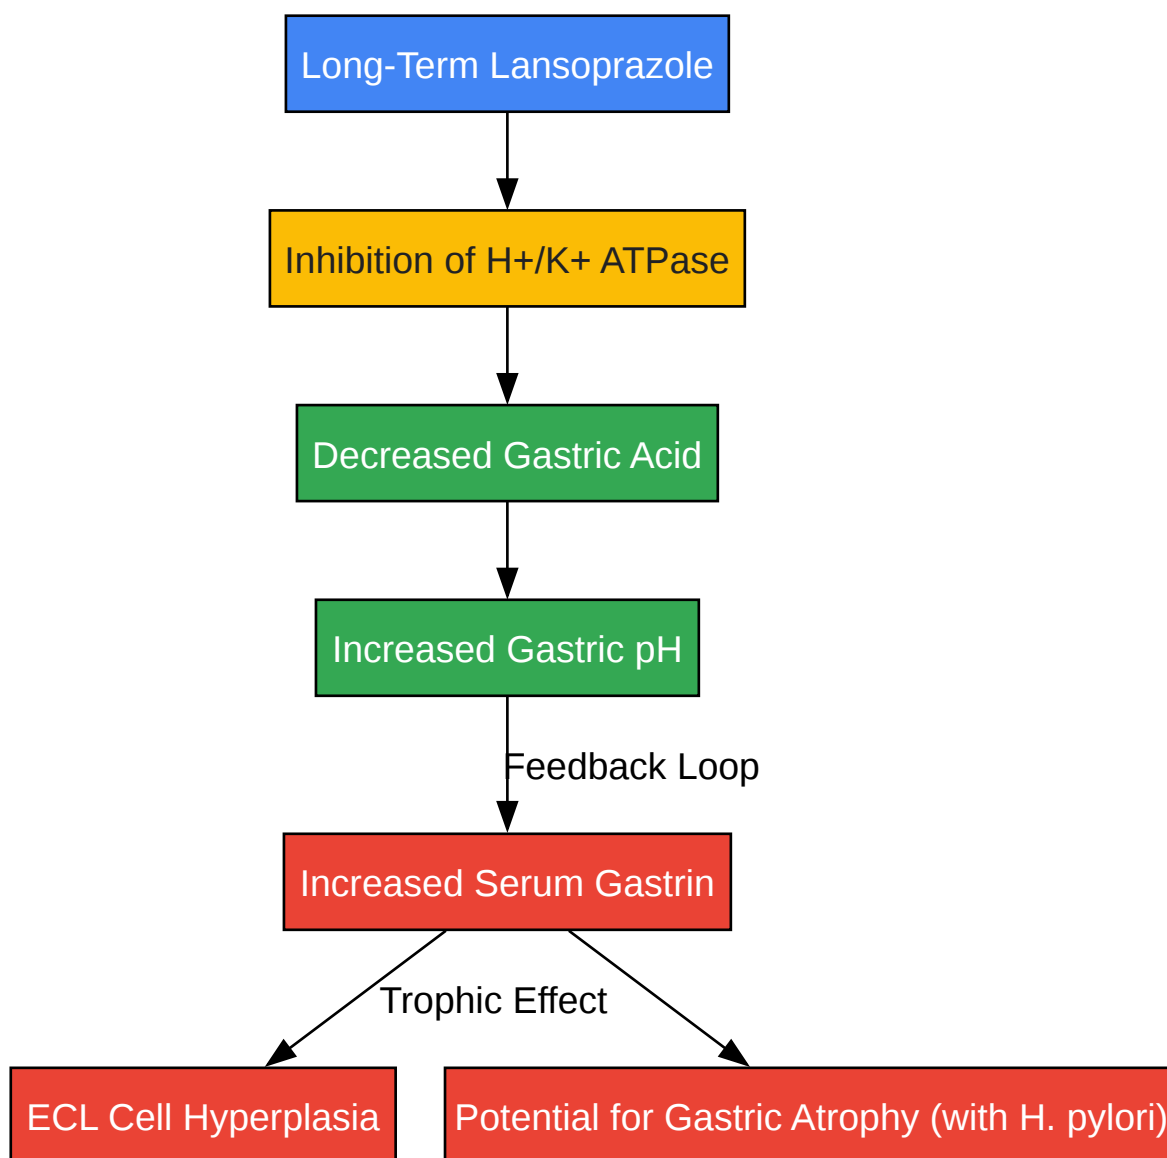 Long-Term Lansoprazole
Inhibition of H+/K+ ATPase
Decreased Gastric Acid
Increased Gastric pH
Feedback Loop
Increased Serum Gastrin
Trophic Effect
ECL Cell Hyperplasia
Potential for Gastric Atrophy (with H. pylori)